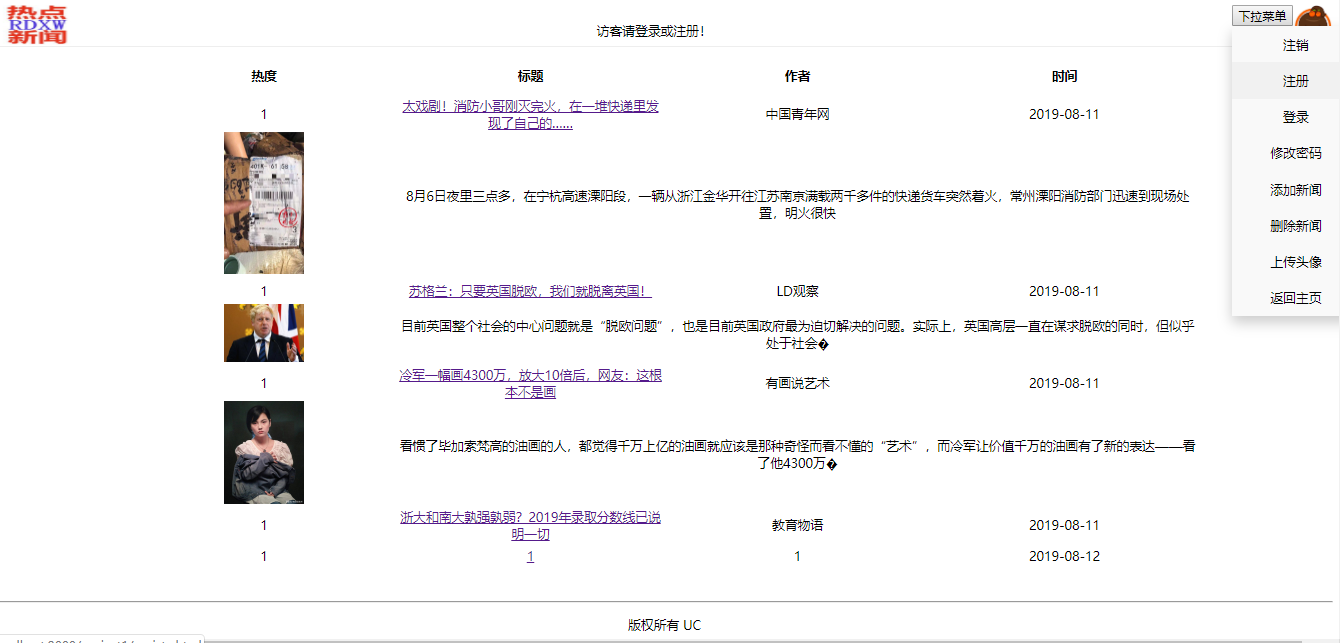 热点
RDXW
新闻
访客请登录或注册！
下拉菜单
注销
注册
登录
修改密码
添加新闻
删除新闻
上传头像
返回主页
热度 标题 作者 时间
1 太戏剧！消防小哥刚灭完火，在一堆快递里发 中国青年网 2019-08-11
现了自己的……
8月6日夜里三点多，在宁杭高速溧阳段，一辆从浙江金华开往江苏南京满载两千多件的快递货车突然着火，常州溧阳消防部门迅速到现场处
置，明火很快
1 苏格兰：只要英国脱欧，我们就脱离英国！ LD观察 2019-08-11
目前英国整个社会的中心问题就是“脱欧问题”，也是目前英国政府最为迫切解决的问题。实际上，英国高层一直在谋求脱欧的同时，但似乎
处于社会�
1 冷军一幅画4300万，放大10倍后，网友：这根 有画说艺术 2019-08-11
本不是画
看惯了毕加索梵高的油画的人，都觉得千万上亿的油画就应该是那种奇怪而看不懂的“艺术”，而冷军让价值千万的油画有了新的表达——看
了他4300万�
1 浙大和南大孰强孰弱？2019年录取分数线已说 教育物语 2019-08-11
明一切
1 1 1 2019-08-12
版权所有 UC